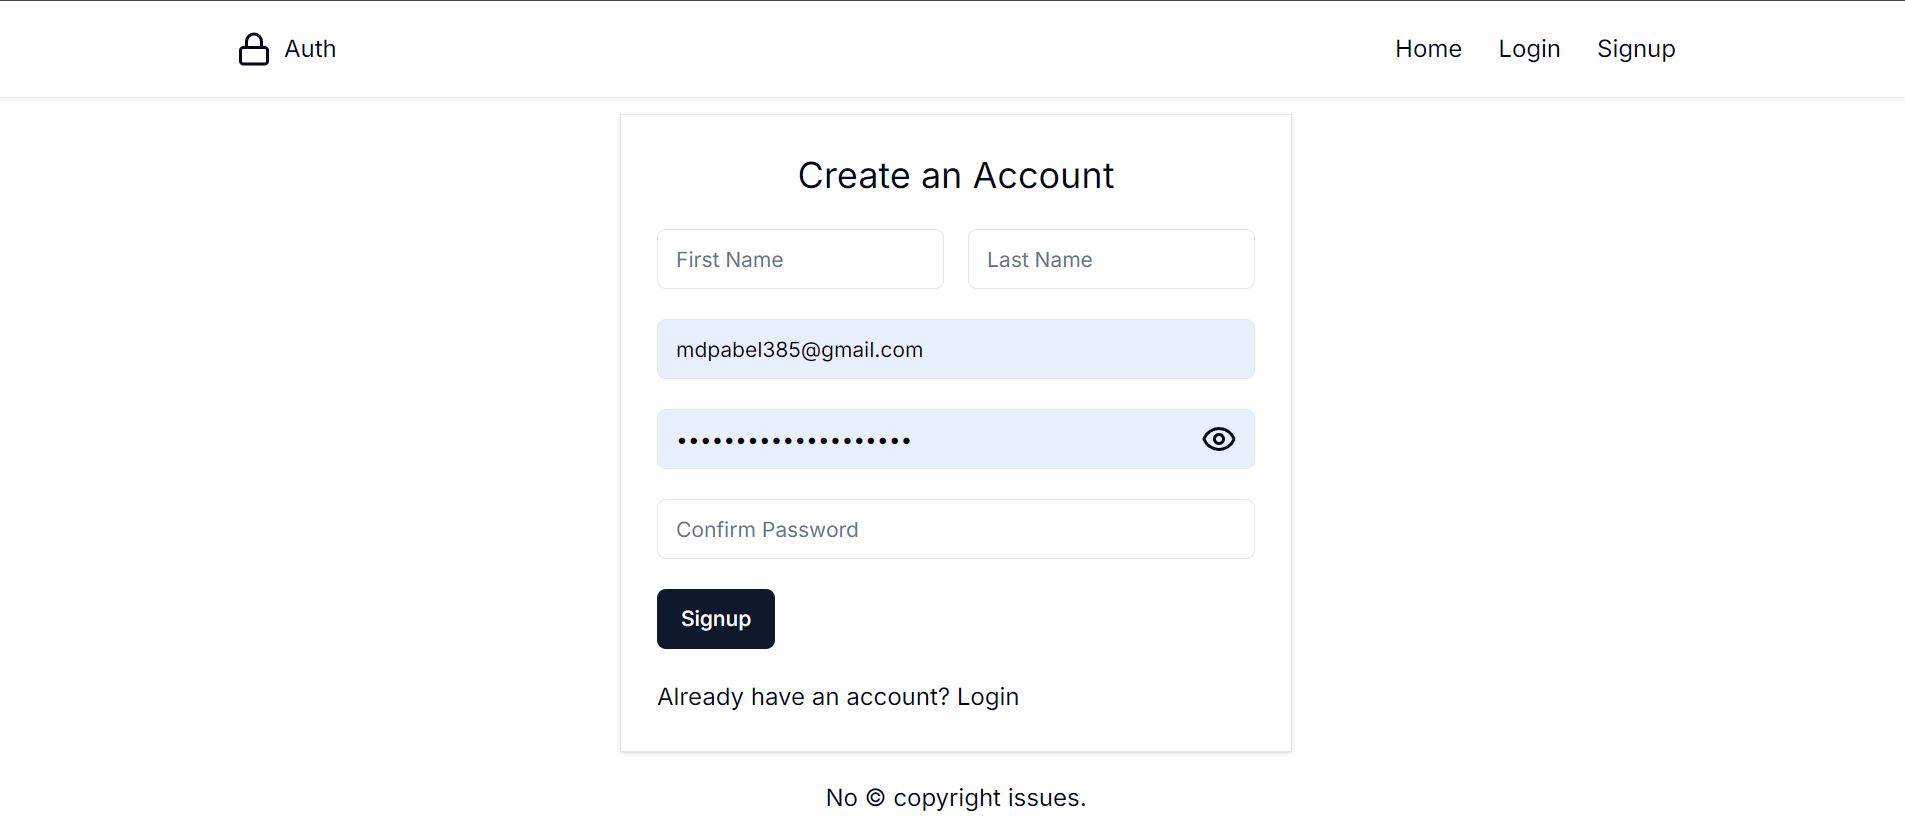 Auth
Home Login Signup
Create an Account
First Name Last Name
mdpabel385@gmail.com
••••••••••••••••••••
Confirm Password
Signup
Already have an account? Login
No © copyright issues.